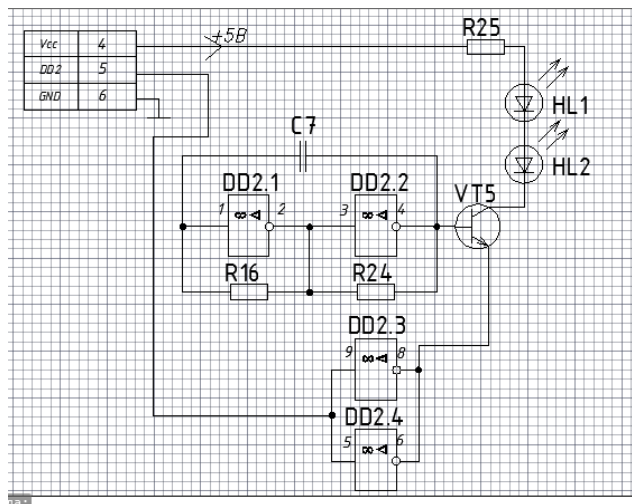 Vcc 4
DD2 5
GND 6
+5В
R25
HL1
HL2
C7
VT5
DD2.1
DD2.2
1
2
3
4
R16
R24
DD2.3
9
8
DD2.4
5
6